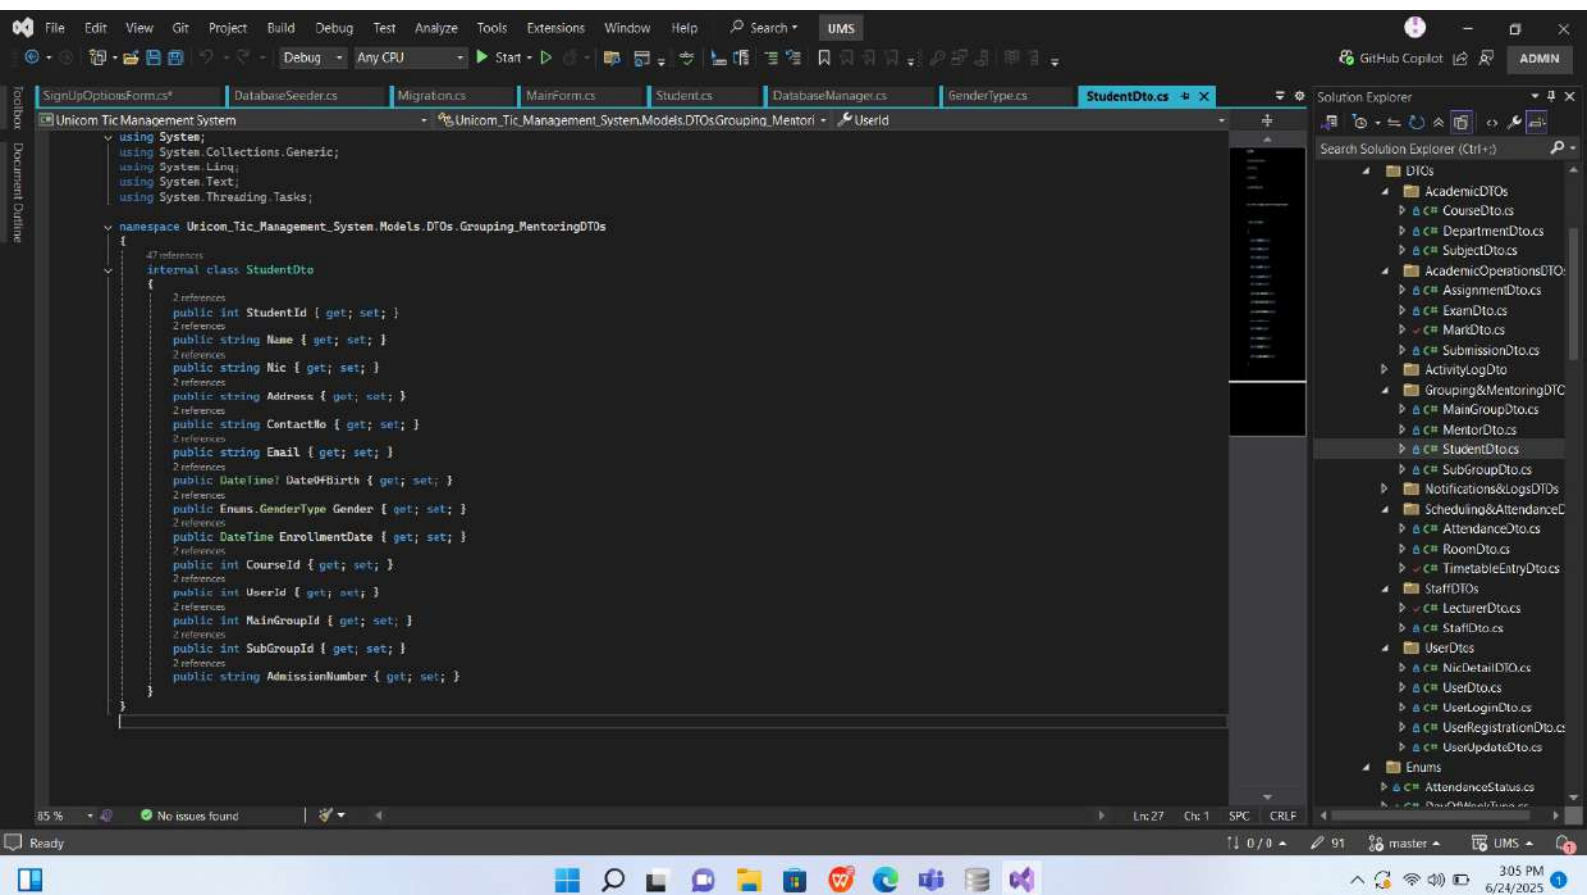 File Edit View Git Project Build Debug Test Analyze Tools Extensions Window Help Search UMS
Debug Any CPU Start GitHub Copilot ADMIN
SignUpOptionsForm.cs* DatabaseSeeder.cs Migration.cs MainForm.cs Student.cs DatabaseManager.cs GenderType.cs StudentDto.cs
Unicom Tic Management System Unicom_Tic_Management_System.Models.DTOs.Grouping_Mentori UserId
Toolbox
Document Outline
using System;
using System.Collections.Generic;
using System.Linq;
using System.Text;
using System.Threading.Tasks;
namespace Unicom_Tic_Management_System.Models.DTOs.Grouping_MentoringDTOs
{
47 references
internal class StudentDto
{
2 references
public int StudentId { get; set; }
2 references
public string Name { get; set; }
2 references
public string Nic { get; set; }
2 references
public string Address { get; set; }
2 references
public string ContactNo { get; set; }
2 references
public string Email { get; set; }
2 references
public DateTime? DateOfBirth { get; set; }
2 references
public Enums.GenderType Gender { get; set; }
2 references
public DateTime EnrollmentDate { get; set; }
2 references
public int CourseId { get; set; }
2 references
public int UserId { get; set; }
2 references
public int MainGroupId { get; set; }
2 references
public int SubGroupId { get; set; }
2 references
public string AdmissionNumber { get; set; }
}
}
Solution Explorer
Search Solution Explorer (Ctrl+;)
DTOs
AcademicDTOs
C# CourseDto.cs
C# DepartmentDto.cs
C# SubjectDto.cs
AcademicOperationsDTO
C# AssignmentDto.cs
C# ExamDto.cs
C# MarkDto.cs
C# SubmissionDto.cs
ActivityLogDto
Grouping&MentoringDTO
C# MainGroupDto.cs
C# MentorDto.cs
C# StudentDto.cs
C# SubGroupDto.cs
Notifications&LogsDTOs
Scheduling&AttendanceD
C# AttendanceDto.cs
C# RoomDto.cs
C# TimetableEntryDto.cs
StaffDTOs
C# LecturerDto.cs
C# StaffDto.cs
UserDtos
C# NicDetailDTO.cs
C# UserDto.cs
C# UserLoginDto.cs
C# UserRegistrationDto.cs
C# UserUpdateDto.cs
Enums
C# AttendanceStatus.cs
C# DayOfWeekType.cs
85 % No issues found Ln: 27 Ch: 1 SPC CRLF
Ready 0 / 0 91 master UMS 1
3:05 PM
6/24/2025 1